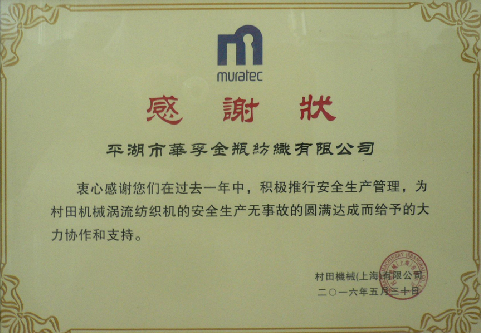 muratec
感謝狀
平湖市華孚金瓶紡織有限公司
衷心感谢您们在过去一年中，积极推行安全生产管理，为
村田机械涡流纺织机的安全生产无事故的圆满达成而给予的大
力协作和支持。
村田機械(上海)有限公司
二〇一六年五月三十日